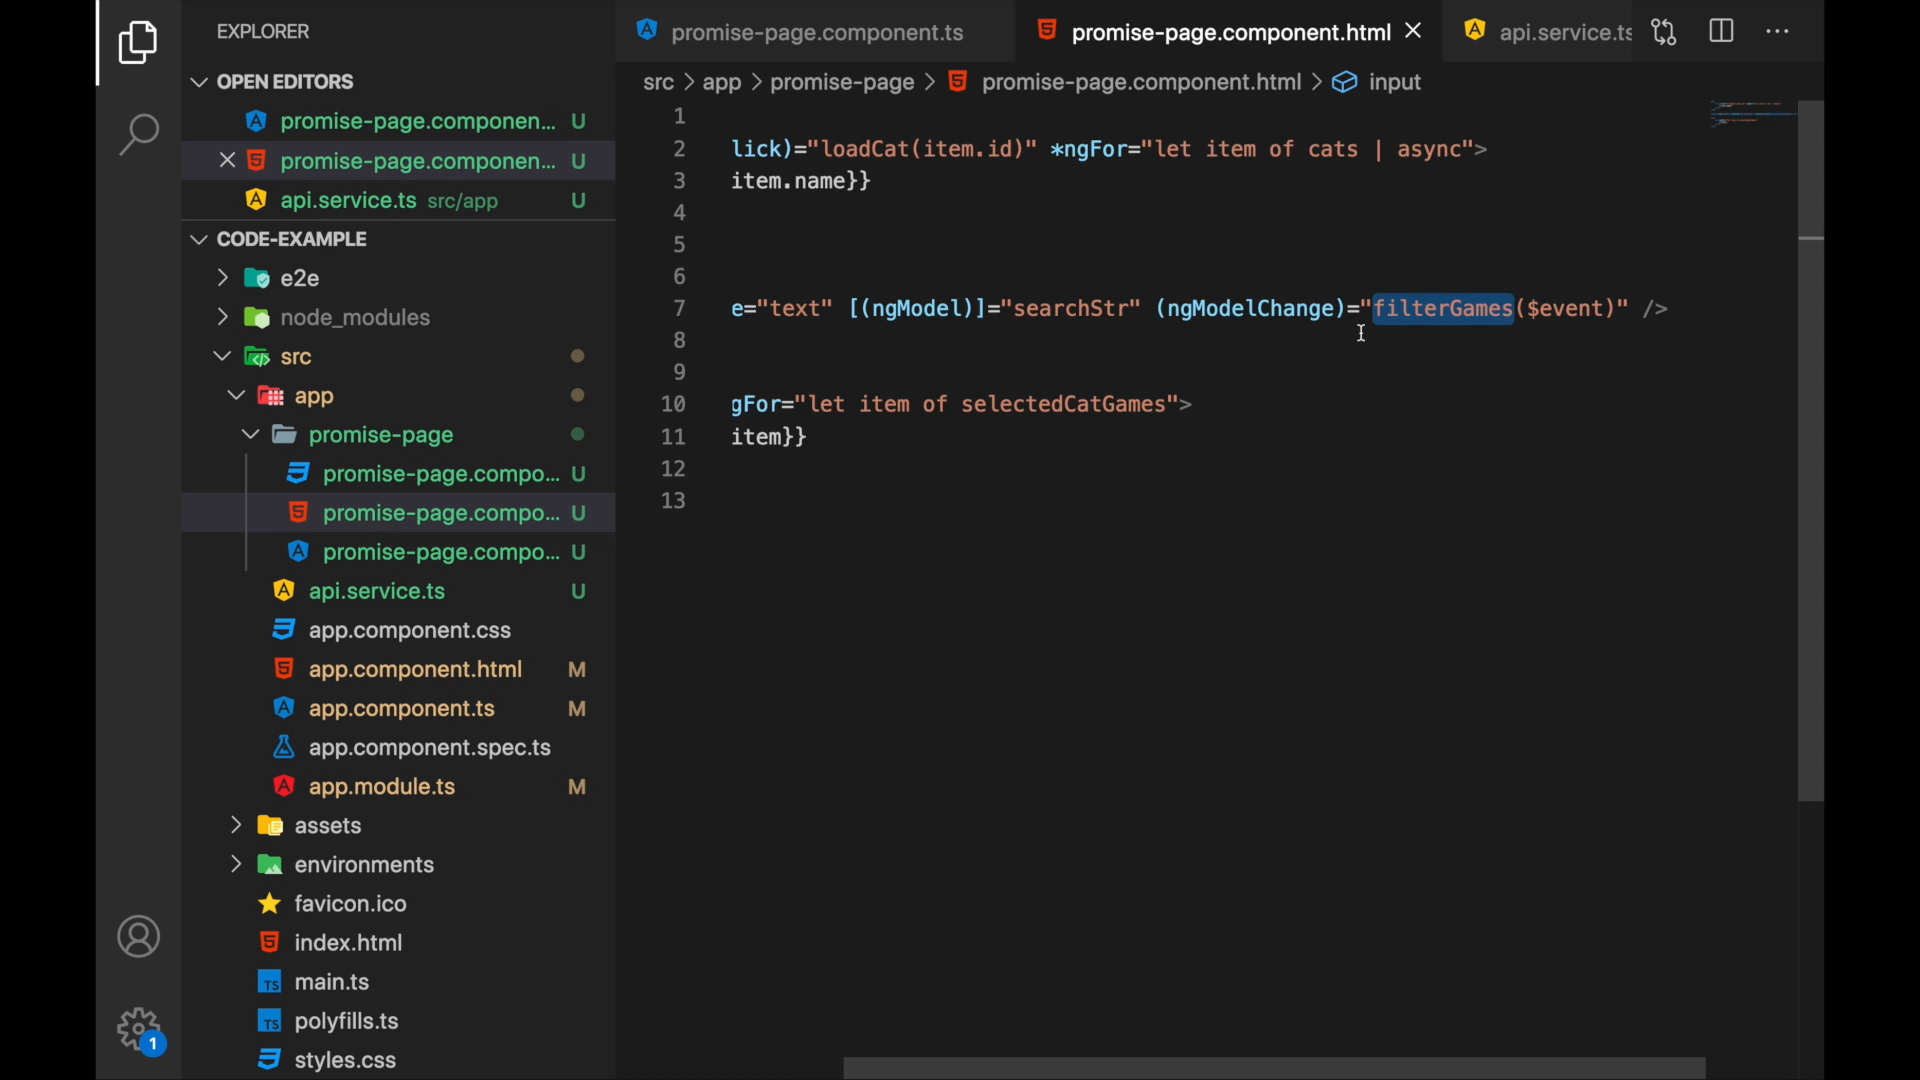 EXPLORER
promise-page.component.ts
promise-page.component.html
api.service.ts
OPEN EDITORS
promise-page.componen... U
promise-page.componen... U
api.service.ts src/app U
CODE-EXAMPLE
e2e
node_modules
src
app
promise-page
promise-page.compo... U
promise-page.compo... U
promise-page.compo... U
api.service.ts U
app.component.css
app.component.html M
app.component.ts M
app.component.spec.ts
app.module.ts M
assets
environments
favicon.ico
index.html
TS main.ts
TS polyfills.ts
styles.css
1
src > app > promise-page > promise-page.component.html > input
1
2 lick)="loadCat(item.id)" *ngFor="let item of cats | async">
3 item.name}}
4
5
6
7 e="text" [(ngModel)]="searchStr" (ngModelChange)="filterGames($event)" />
8
9
10 gFor="let item of selectedCatGames">
11 item}}
12
13